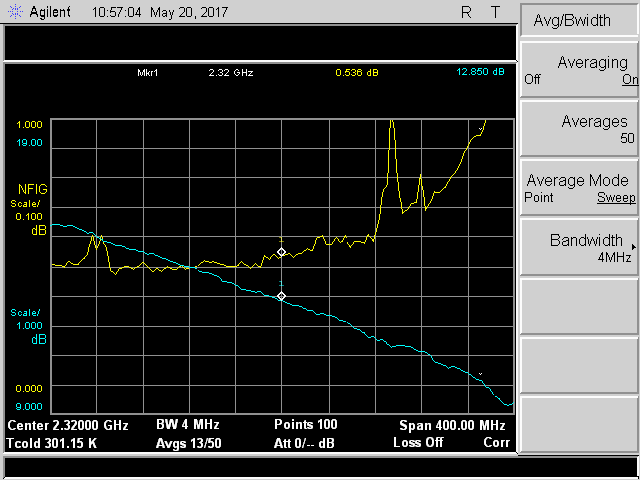 Agilent 10:57:04 May 20, 2017 R T
Mkr1 2.32 GHz 0.536 dB 12.850 dB
1.000
19.00
NFIG
Scale/
0.100
dB
Scale/
1.000
dB
0.000
9.000
1
Center 2.32000 GHz BW 4 MHz Points 100 Span 400.00 MHz
Tcold 301.15 K Avgs 13/50 Att 0/-- dB Loss Off Corr
Avg/Bwidth
Averaging
Off On
Averages
50
Average Mode
Point Sweep
Bandwidth
4MHz